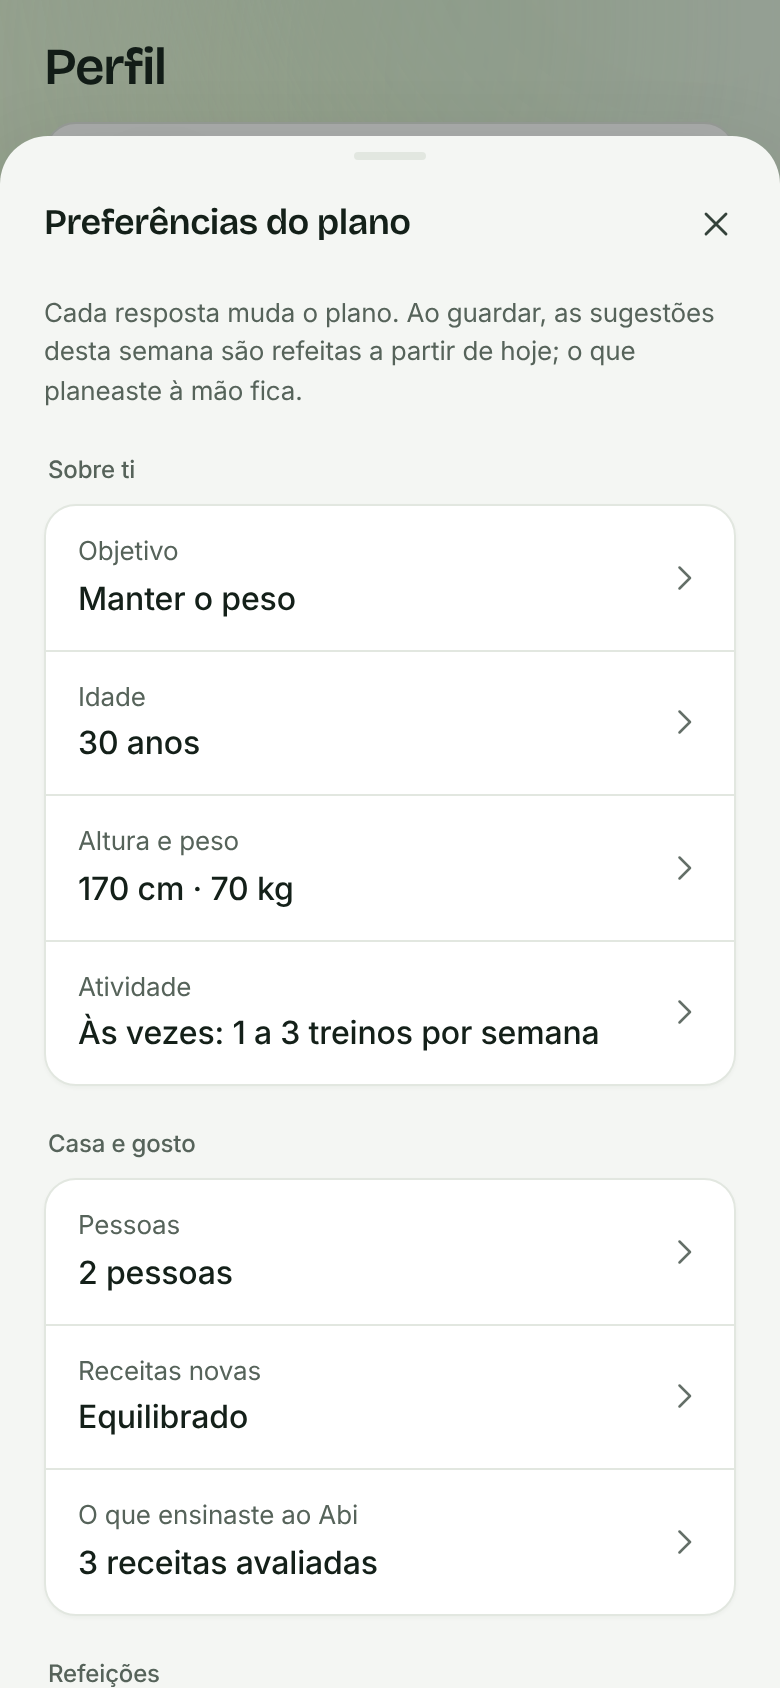 Perfil
Preferências do plano
Cada resposta muda o plano. Ao guardar, as sugestões
desta semana são refeitas a partir de hoje; o que
planeaste à mão fica.
Sobre ti
Objetivo
Manter o peso
Idade
30 anos
Altura e peso
170 cm · 70 kg
Atividade
Às vezes: 1 a 3 treinos por semana
Casa e gosto
Pessoas
2 pessoas
Receitas novas
Equilibrado
O que ensinaste ao Abi
3 receitas avaliadas
Refeições